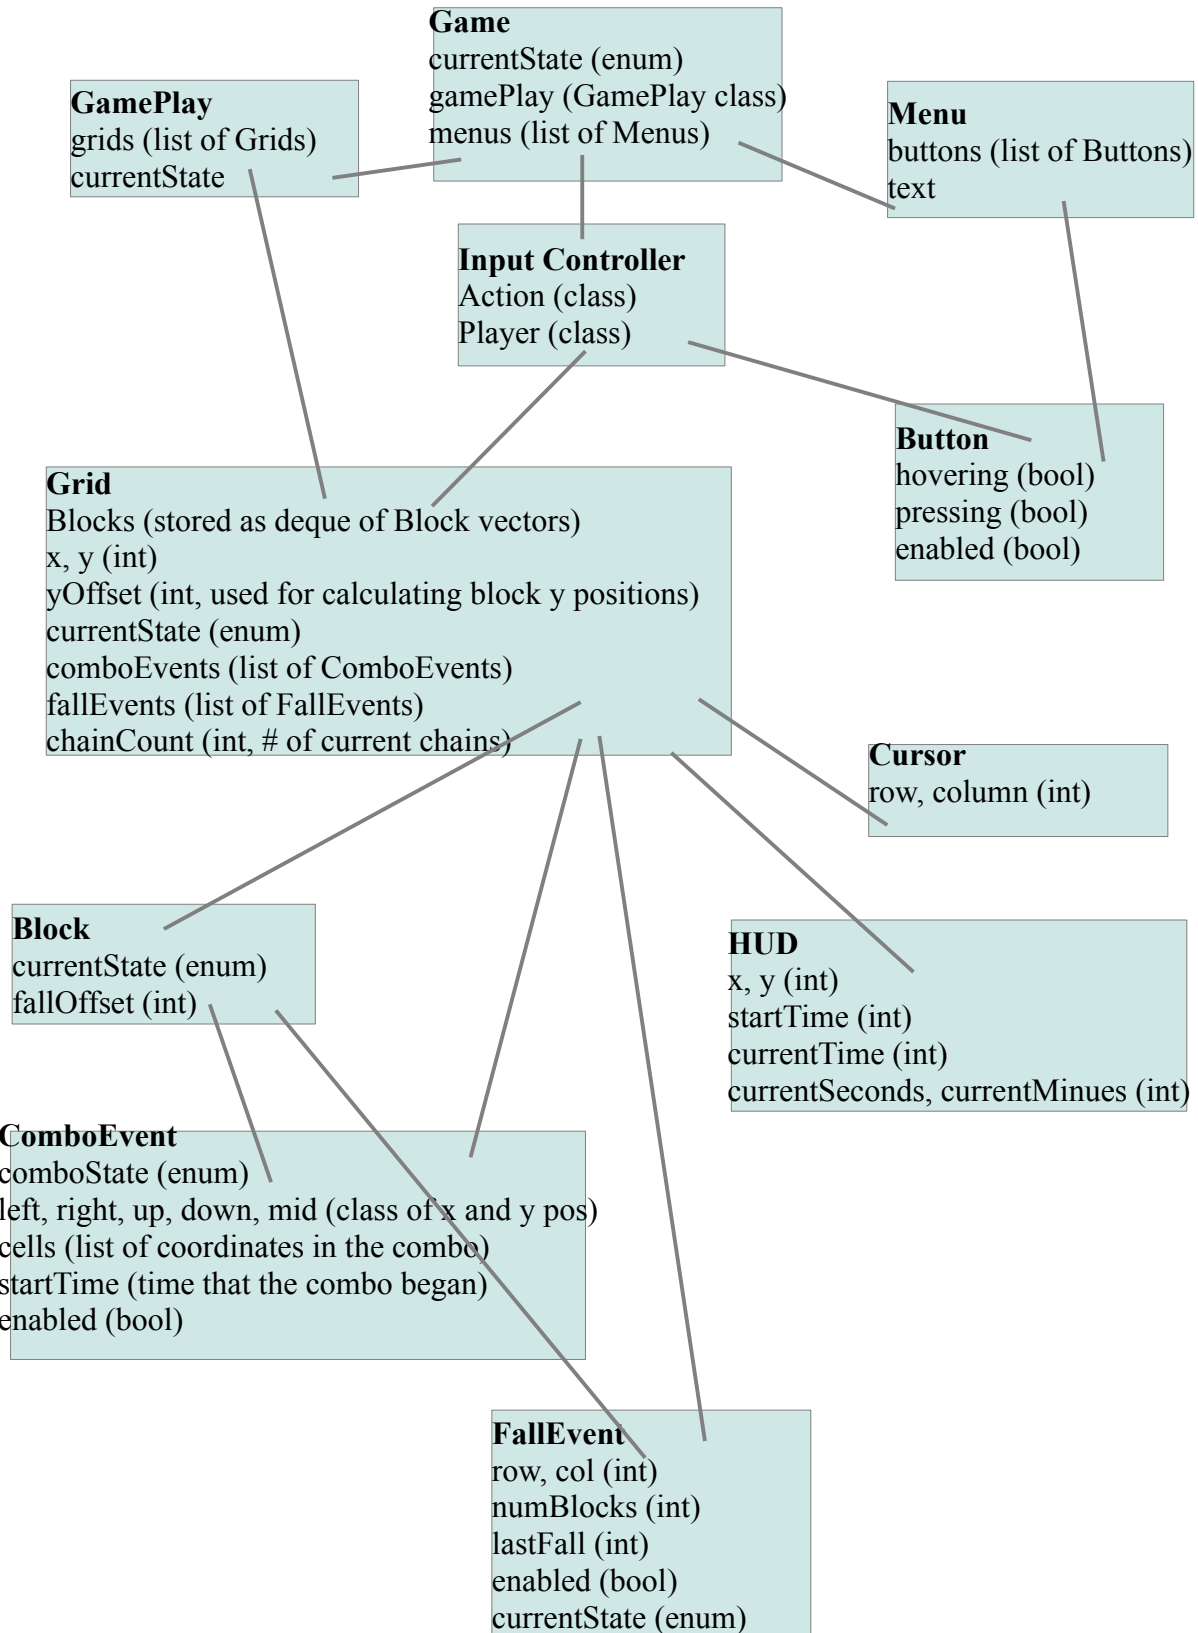 Game
currentState (enum)
gamePlay (GamePlay class)
menus (list of Menus)
GamePlay
grids (list of Grids)
currentState
Menu
buttons (list of Buttons)
text
Input Controller
Action (class)
Player (class)
Button
hovering (bool)
pressing (bool)
enabled (bool)
Grid
Blocks (stored as deque of Block vectors)
x, y (int)
yOffset (int, used for calculating block y positions)
currentState (enum)
comboEvents (list of ComboEvents)
fallEvents (list of FallEvents)
chainCount (int, # of current chains)
Cursor
row, column (int)
Block
currentState (enum)
fallOffset (int)
HUD
x, y (int)
startTime (int)
currentTime (int)
currentSeconds, currentMinues (int)
ComboEvent
comboState (enum)
left, right, up, down, mid (class of x and y pos)
cells (list of coordinates in the combo)
startTime (time that the combo began)
enabled (bool)
FallEvent
row, col (int)
numBlocks (int)
lastFall (int)
enabled (bool)
currentState (enum)